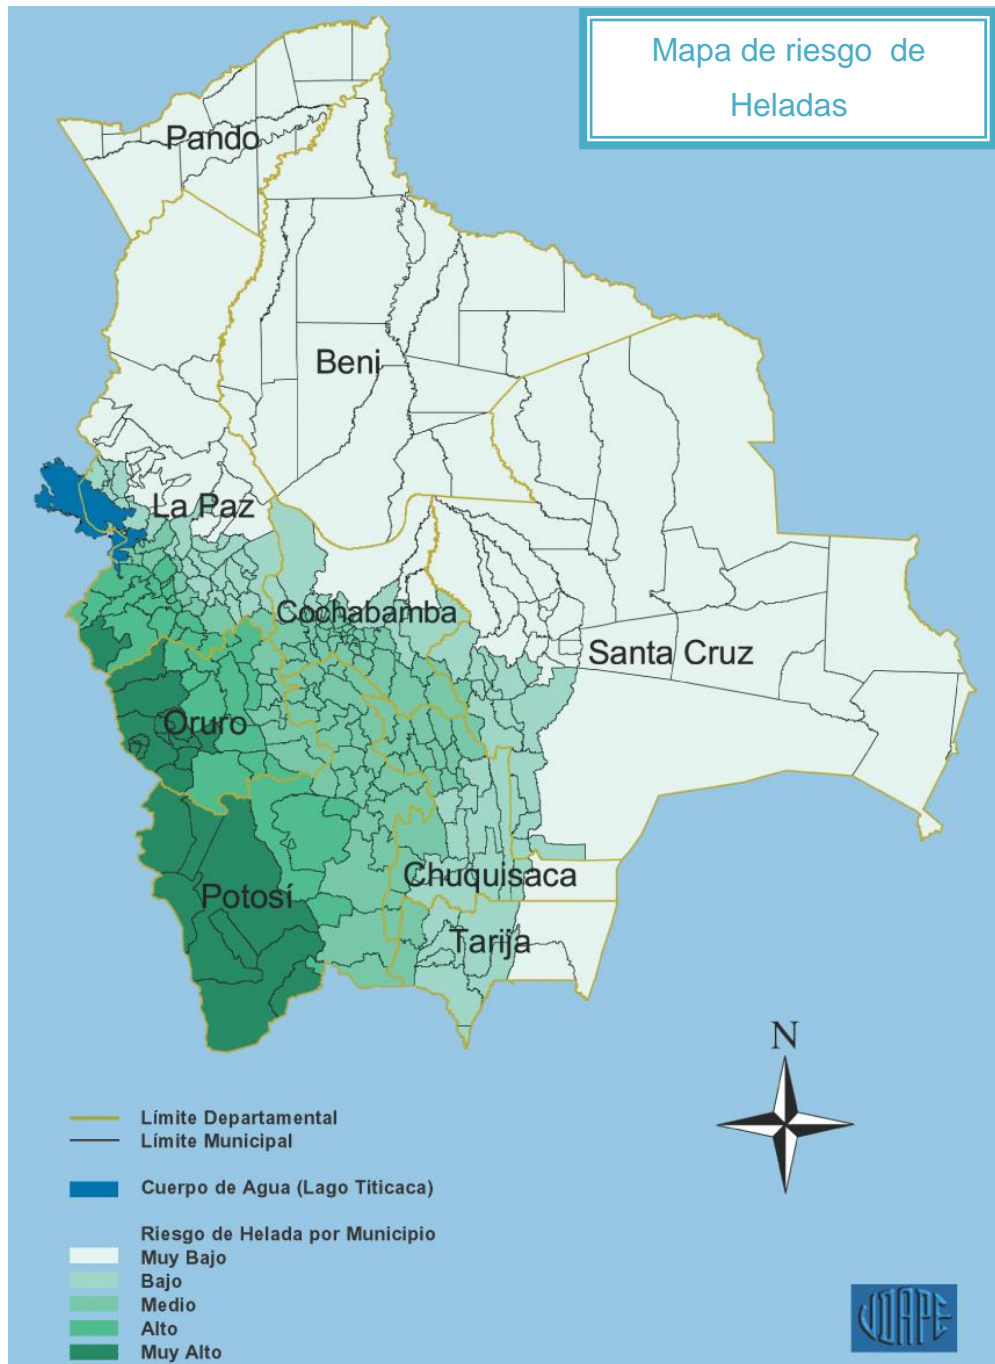 Mapa de riesgo de
Heladas
Pando
Beni
La Paz
Cochabamba
Santa Cruz
Oruro
Potosí
Chuquisaca
Tarija
N
Límite Departamental
Límite Municipal
Cuerpo de Agua (Lago Titicaca)
Riesgo de Helada por Municipio
Muy Bajo
Bajo
Medio
Alto
Muy Alto